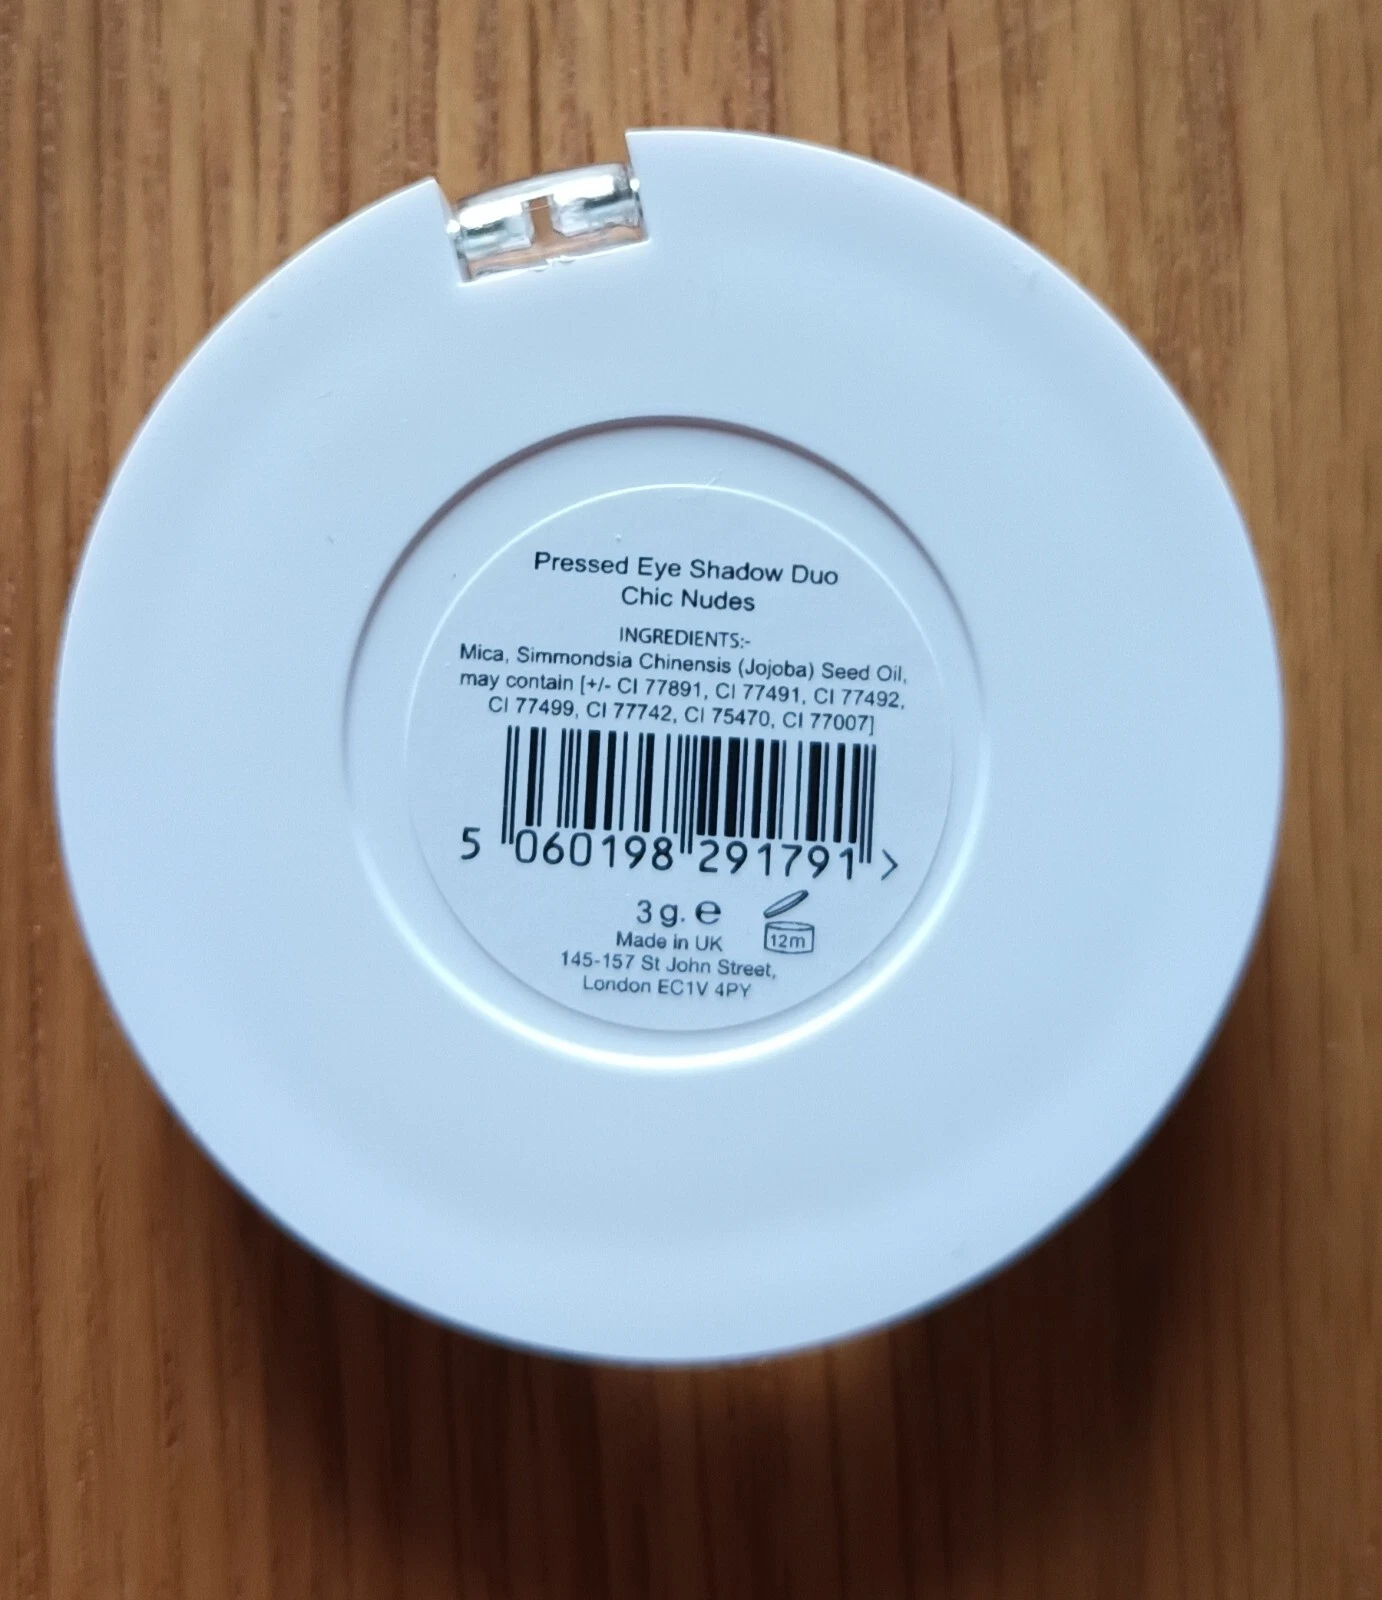 Pressed Eye Shadow Duo
Chic Nudes
INGREDIENTS:-
Mica, Simmondsia Chinensis (Jojoba) Seed Oil,
may contain [+/- CI 77891, CI 77491, CI 77492,
CI 77499, CI 77742, CI 75470, CI 77007]
5 060198 291791 >
3 g. ℮
12m
Made in UK
145-157 St John Street,
London EC1V 4PY